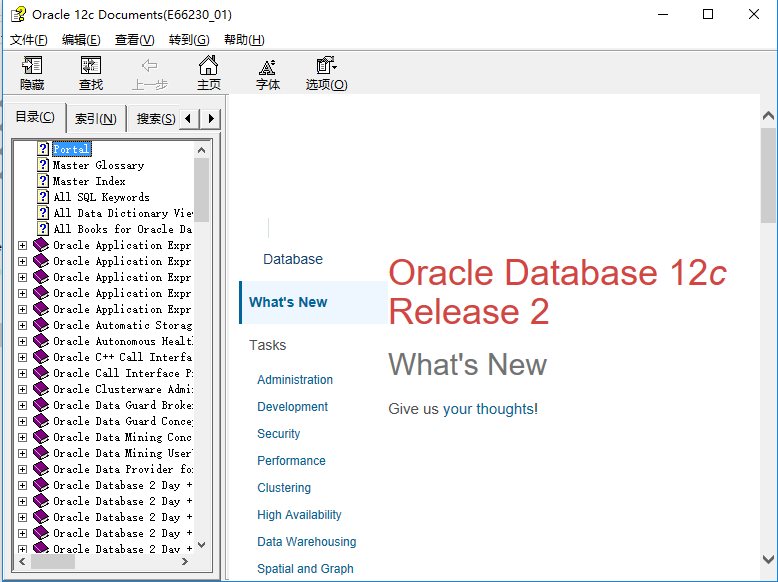 Oracle 12c Documents(E66230_01)
文件(F) 编辑(E) 查看(V) 转到(G) 帮助(H)
隐藏 查找 上一步 主页 字体 选项(O)
目录(C) 索引(N) 搜索(S)
Portal
Master Glossary
Master Index
All SQL Keywords
All Data Dictionary Vie
All Books for Oracle Da
Oracle Application Expr
Oracle Application Expr
Oracle Application Expr
Oracle Application Expr
Oracle Application Expr
Oracle Automatic Storag
Oracle Autonomous Healt
Oracle C++ Call Interfa
Oracle Call Interface P
Oracle Clusterware Admi
Oracle Data Guard Broke
Oracle Data Guard Conce
Oracle Data Mining Conc
Oracle Data Mining User
Oracle Data Provider fo
Oracle Database 2 Day +
Oracle Database 2 Day +
Oracle Database 2 Day +
Oracle Database 2 Day +
Oracle Database 2 Day +
Database
What's New
Tasks
Administration
Development
Security
Performance
Clustering
High Availability
Data Warehousing
Spatial and Graph
Oracle Database 12c
Release 2
What's New
Give us your thoughts!